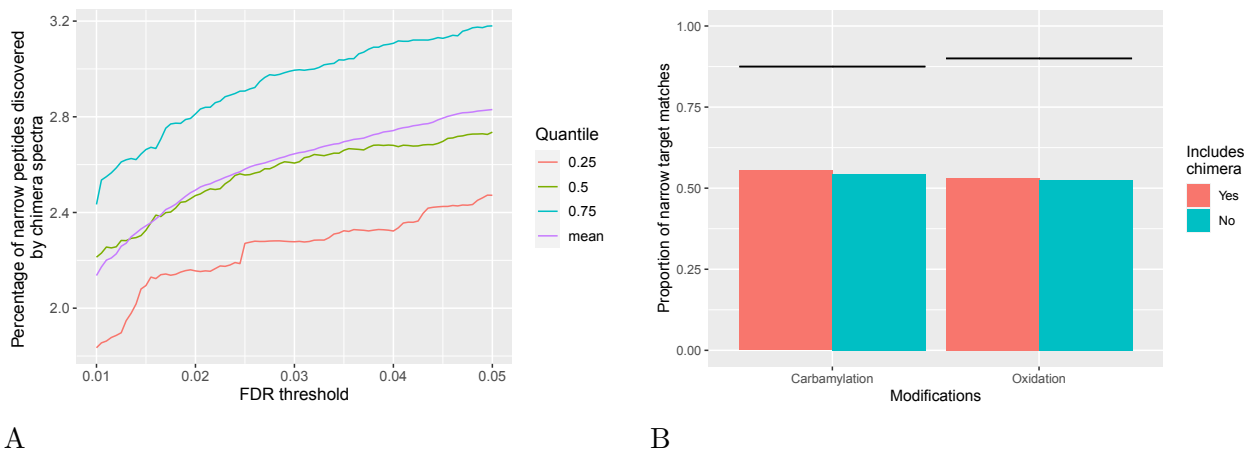 Percentage of narrow peptides discovered
by chimera spectra
3.2
2.8
2.4
2.0
0.01
0.02
0.03
0.04
0.05
FDR threshold
Quantile
0.25
0.5
0.75
mean
A
Proportion of narrow target matches
1.00
0.75
0.50
0.25
0.00
Carbamylation
Oxidation
Modifications
Includes
chimera
Yes
No
B